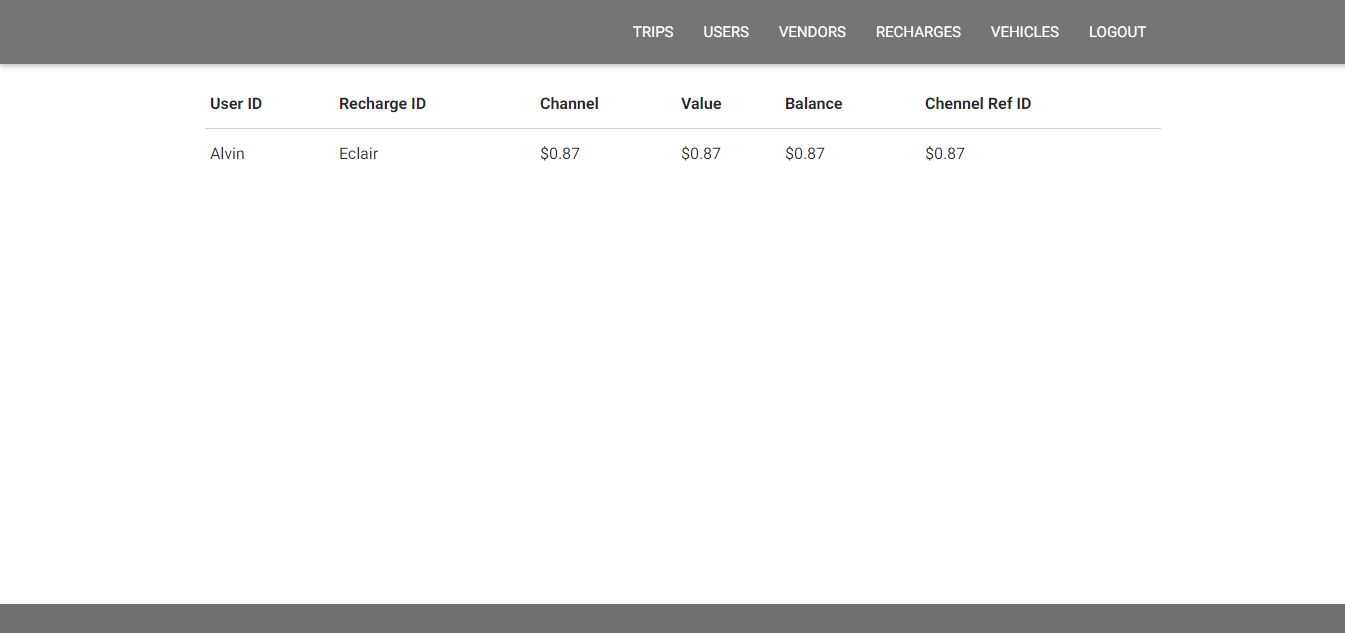 TRIPS USERS VENDORS RECHARGES VEHICLES LOGOUT
User ID Recharge ID Channel Value Balance Chennel Ref ID
Alvin Eclair $0.87 $0.87 $0.87 $0.87